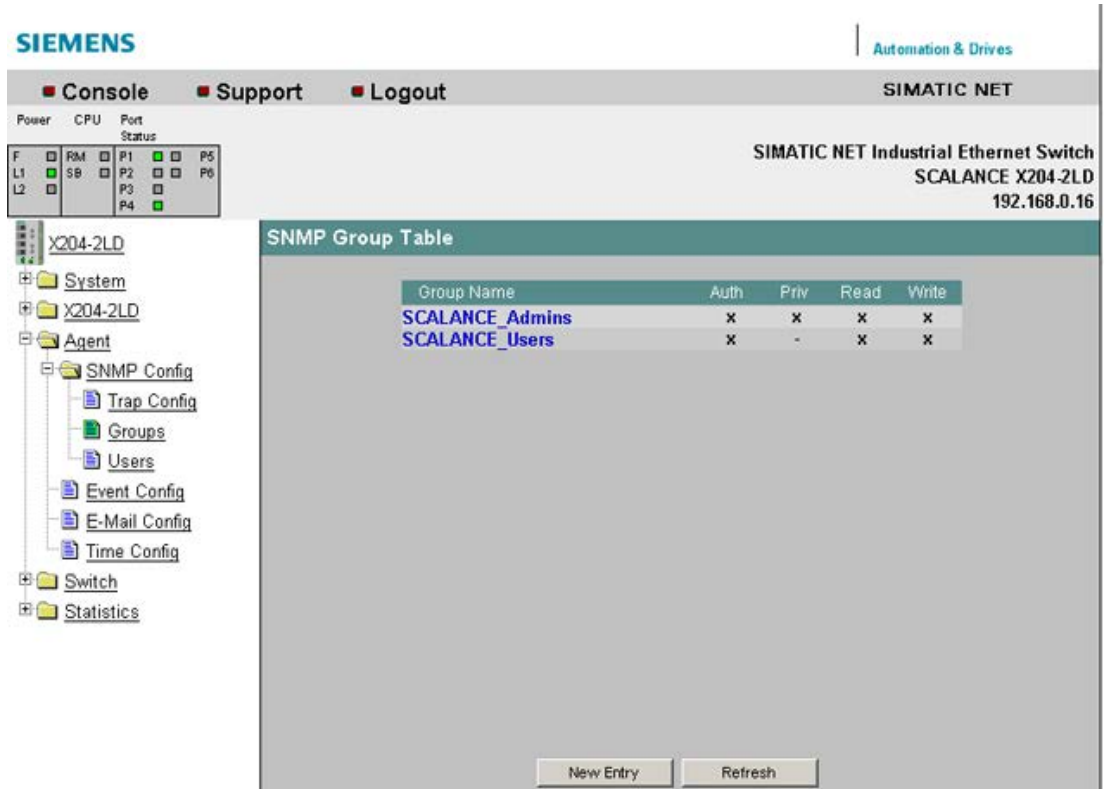 SIEMENS
Automation & Drives
Console Support Logout SIMATIC NET
Power CPU Port Status
F RM P1 P5
L1 SB P2 P6
L2 P3
P4
SIMATIC NET Industrial Ethernet Switch
SCALANCE X204-2LD
192.168.0.16
X204-2LD
System
X204-2LD
Agent
SNMP Config
Trap Config
Groups
Users
Event Config
E-Mail Config
Time Config
Switch
Statistics
SNMP Group Table
Group Name Auth Priv Read Write
SCALANCE_Admins x x x x
SCALANCE_Users x - x x
New Entry Refresh